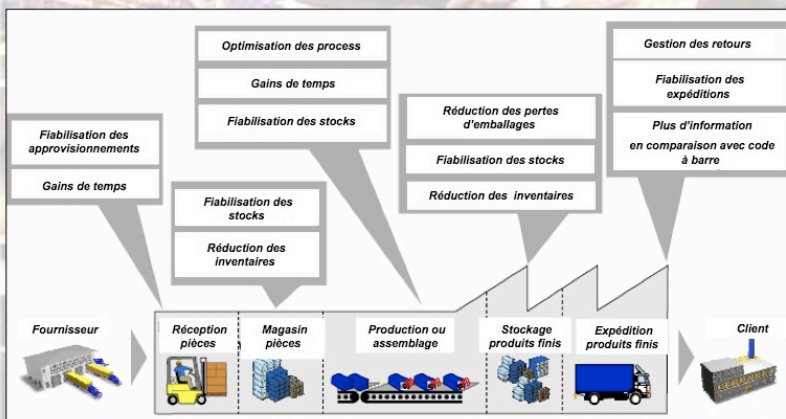 Optimisation des process
Gains de temps
Fiabilisation des stocks
Gestion des retours
Fiabilisation des
expéditions
Plus d'information
en comparaison avec code
à barre
Réduction des pertes
d'emballages
Fiabilisation des stocks
Réduction des inventaires
Fiabilisation des
approvisionnements
Gains de temps
Fiabilisation des
stocks
Réduction des
inventaires
Fournisseur
Réception
pièces
Magasin
pièces
Production ou
assemblage
Stockage
produits finis
Expédition
produits finis
Client